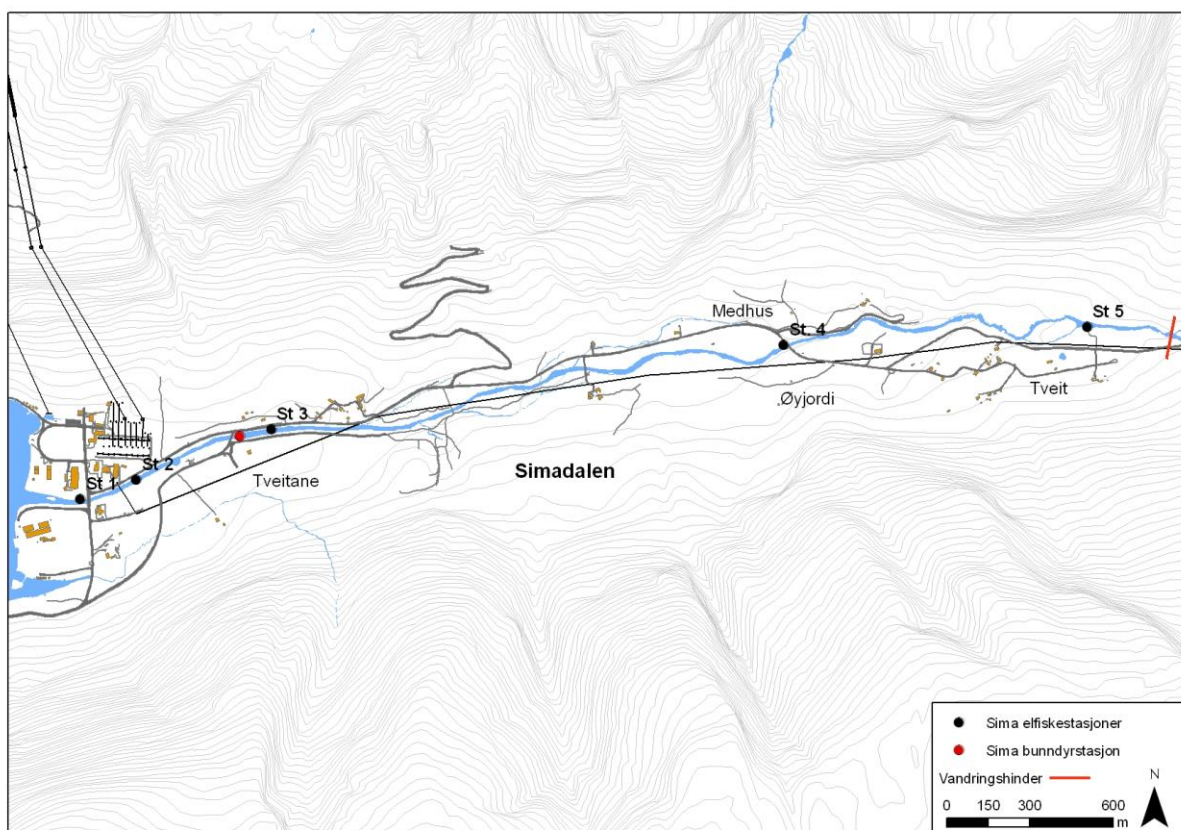 St 5
Medhus
St. 4
Øyjordi
Tveit
St 3
St 2
Tveitane
Simadalen
St 1
Sima elfiskestasjoner
Sima bunndyrstasjon
Vandringshinder
N
0 150 300 600
m